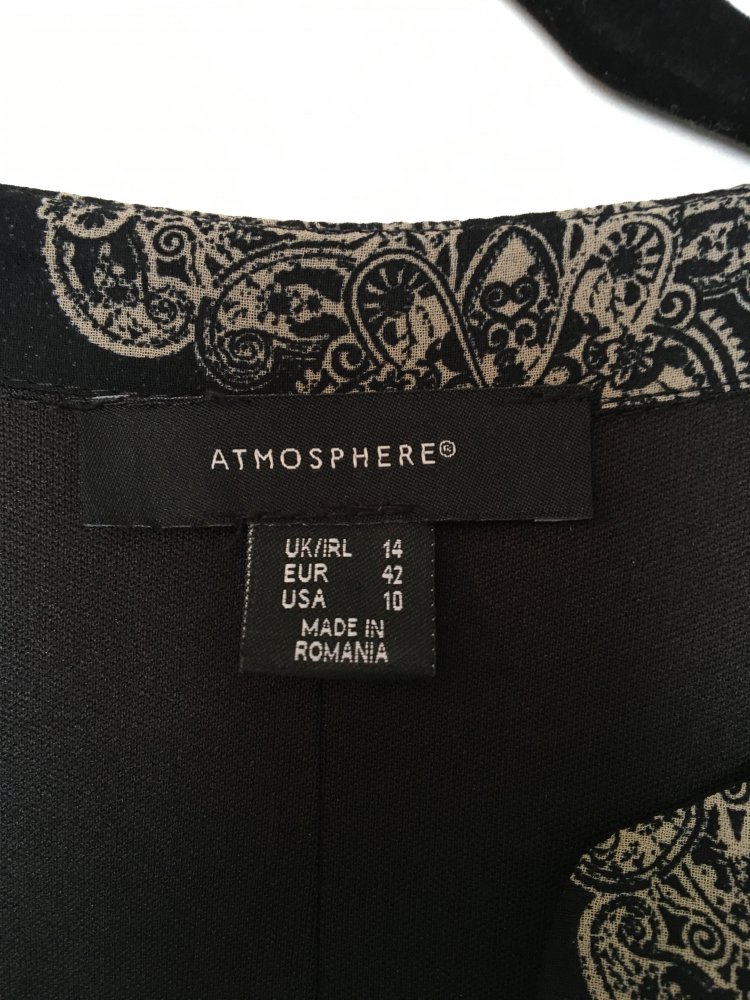 ATMOSPHERE®
UK/IRL 14
EUR 42
USA 10
MADE IN
ROMANIA